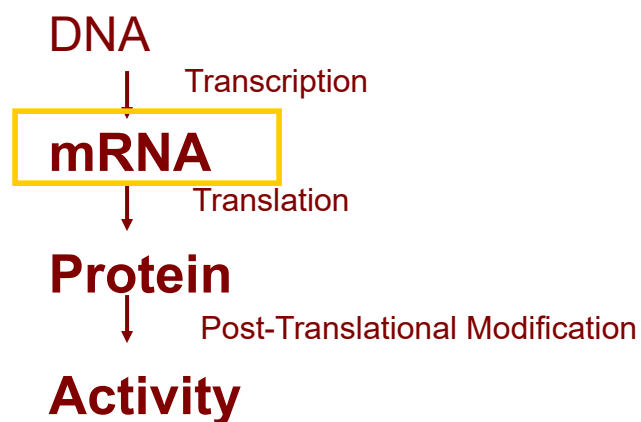 DNA
Transcription
mRNA
Translation
Protein
Post-Translational Modification
Activity